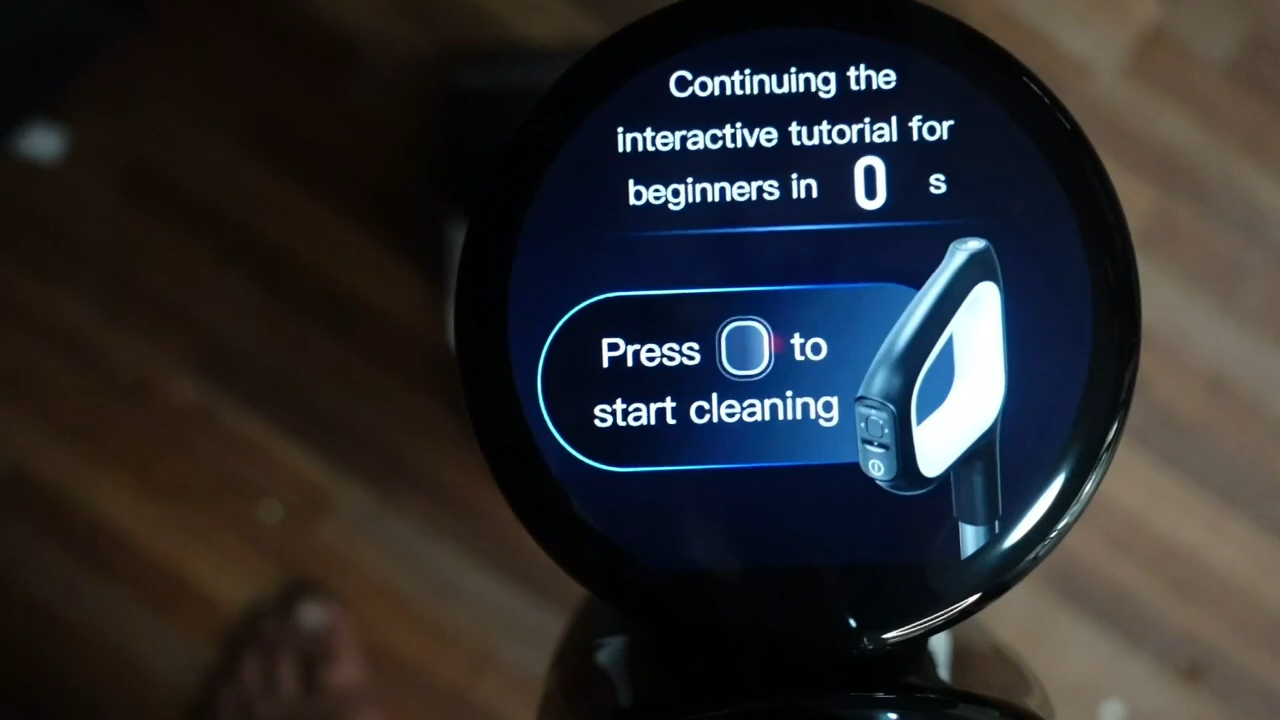 Continuing the
interactive tutorial for
beginners in 0 s
Press to
start cleaning